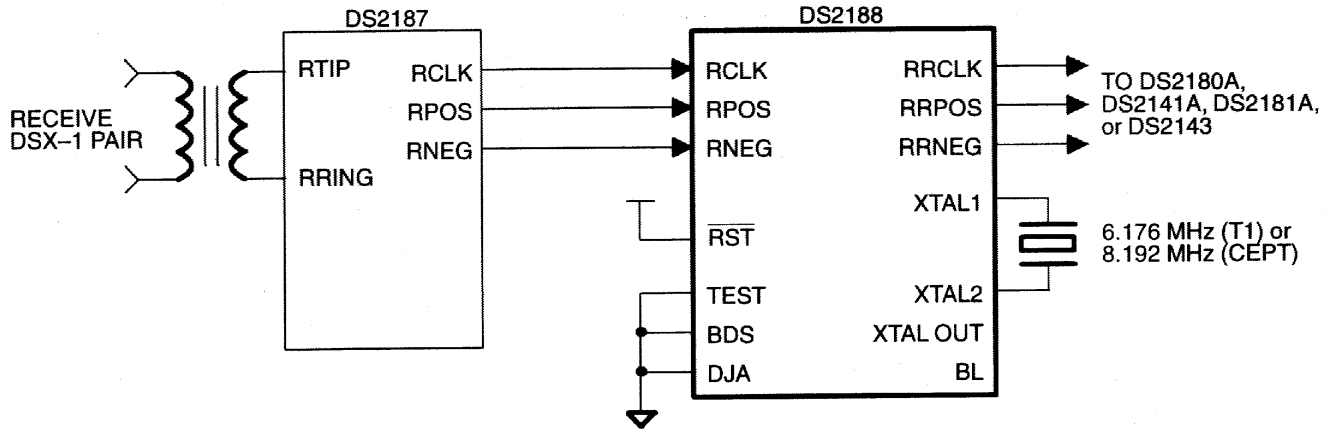 DS2187
DS2188
RTIP
RCLK
RCLK
RRCLK
RECEIVE
DSX–1 PAIR
RPOS
RPOS
RRPOS
TO DS2180A,
DS2141A, DS2181A,
or DS2143
RNEG
RNEG
RRNEG
RRING
XTAL1
RST
6.176 MHz (T1) or
8.192 MHz (CEPT)
TEST
XTAL2
BDS
XTAL OUT
DJA
BL